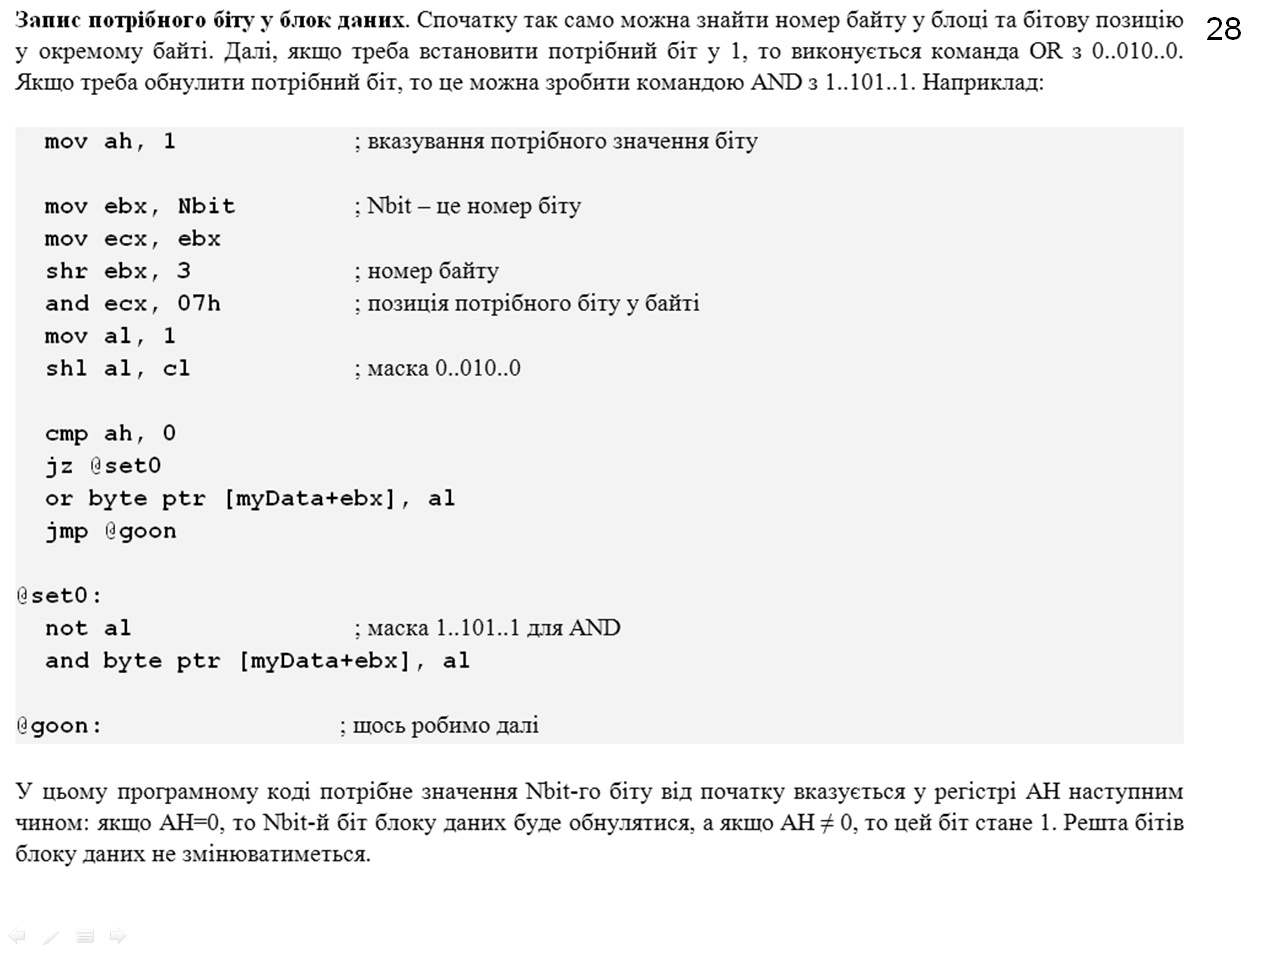 Запис потрібного біту у блок даних. Спочатку так само можна знайти номер байту у блоці та бітову позицію
28
у окремому байті. Далі, якщо треба встановити потрібний біт у 1, то виконується команда OR з 0..010..0.
Якщо треба обнулити потрібний біт, то це можна зробити командою AND з 1..101..1. Наприклад:
mov ah, 1 ; вказування потрібного значення біту
mov ebx, Nbit ; Nbit – це номер біту
mov ecx, ebx
shr ebx, 3 ; номер байту
and ecx, 07h ; позиція потрібного біту у байті
mov al, 1
shl al, cl ; маска 0..010..0
cmp ah, 0
jz @set0
or byte ptr [myData+ebx], al
jmp @goon
@set0:
not al ; маска 1..101..1 для AND
and byte ptr [myData+ebx], al
@goon: ; щось робимо далі
У цьому програмному коді потрібне значення Nbit-го біту від початку вказується у регістрі AH наступним
чином: якщо AH=0, то Nbit-й біт блоку даних буде обнулятися, а якщо AH ≠ 0, то цей біт стане 1. Решта бітів
блоку даних не змінюватиметься.